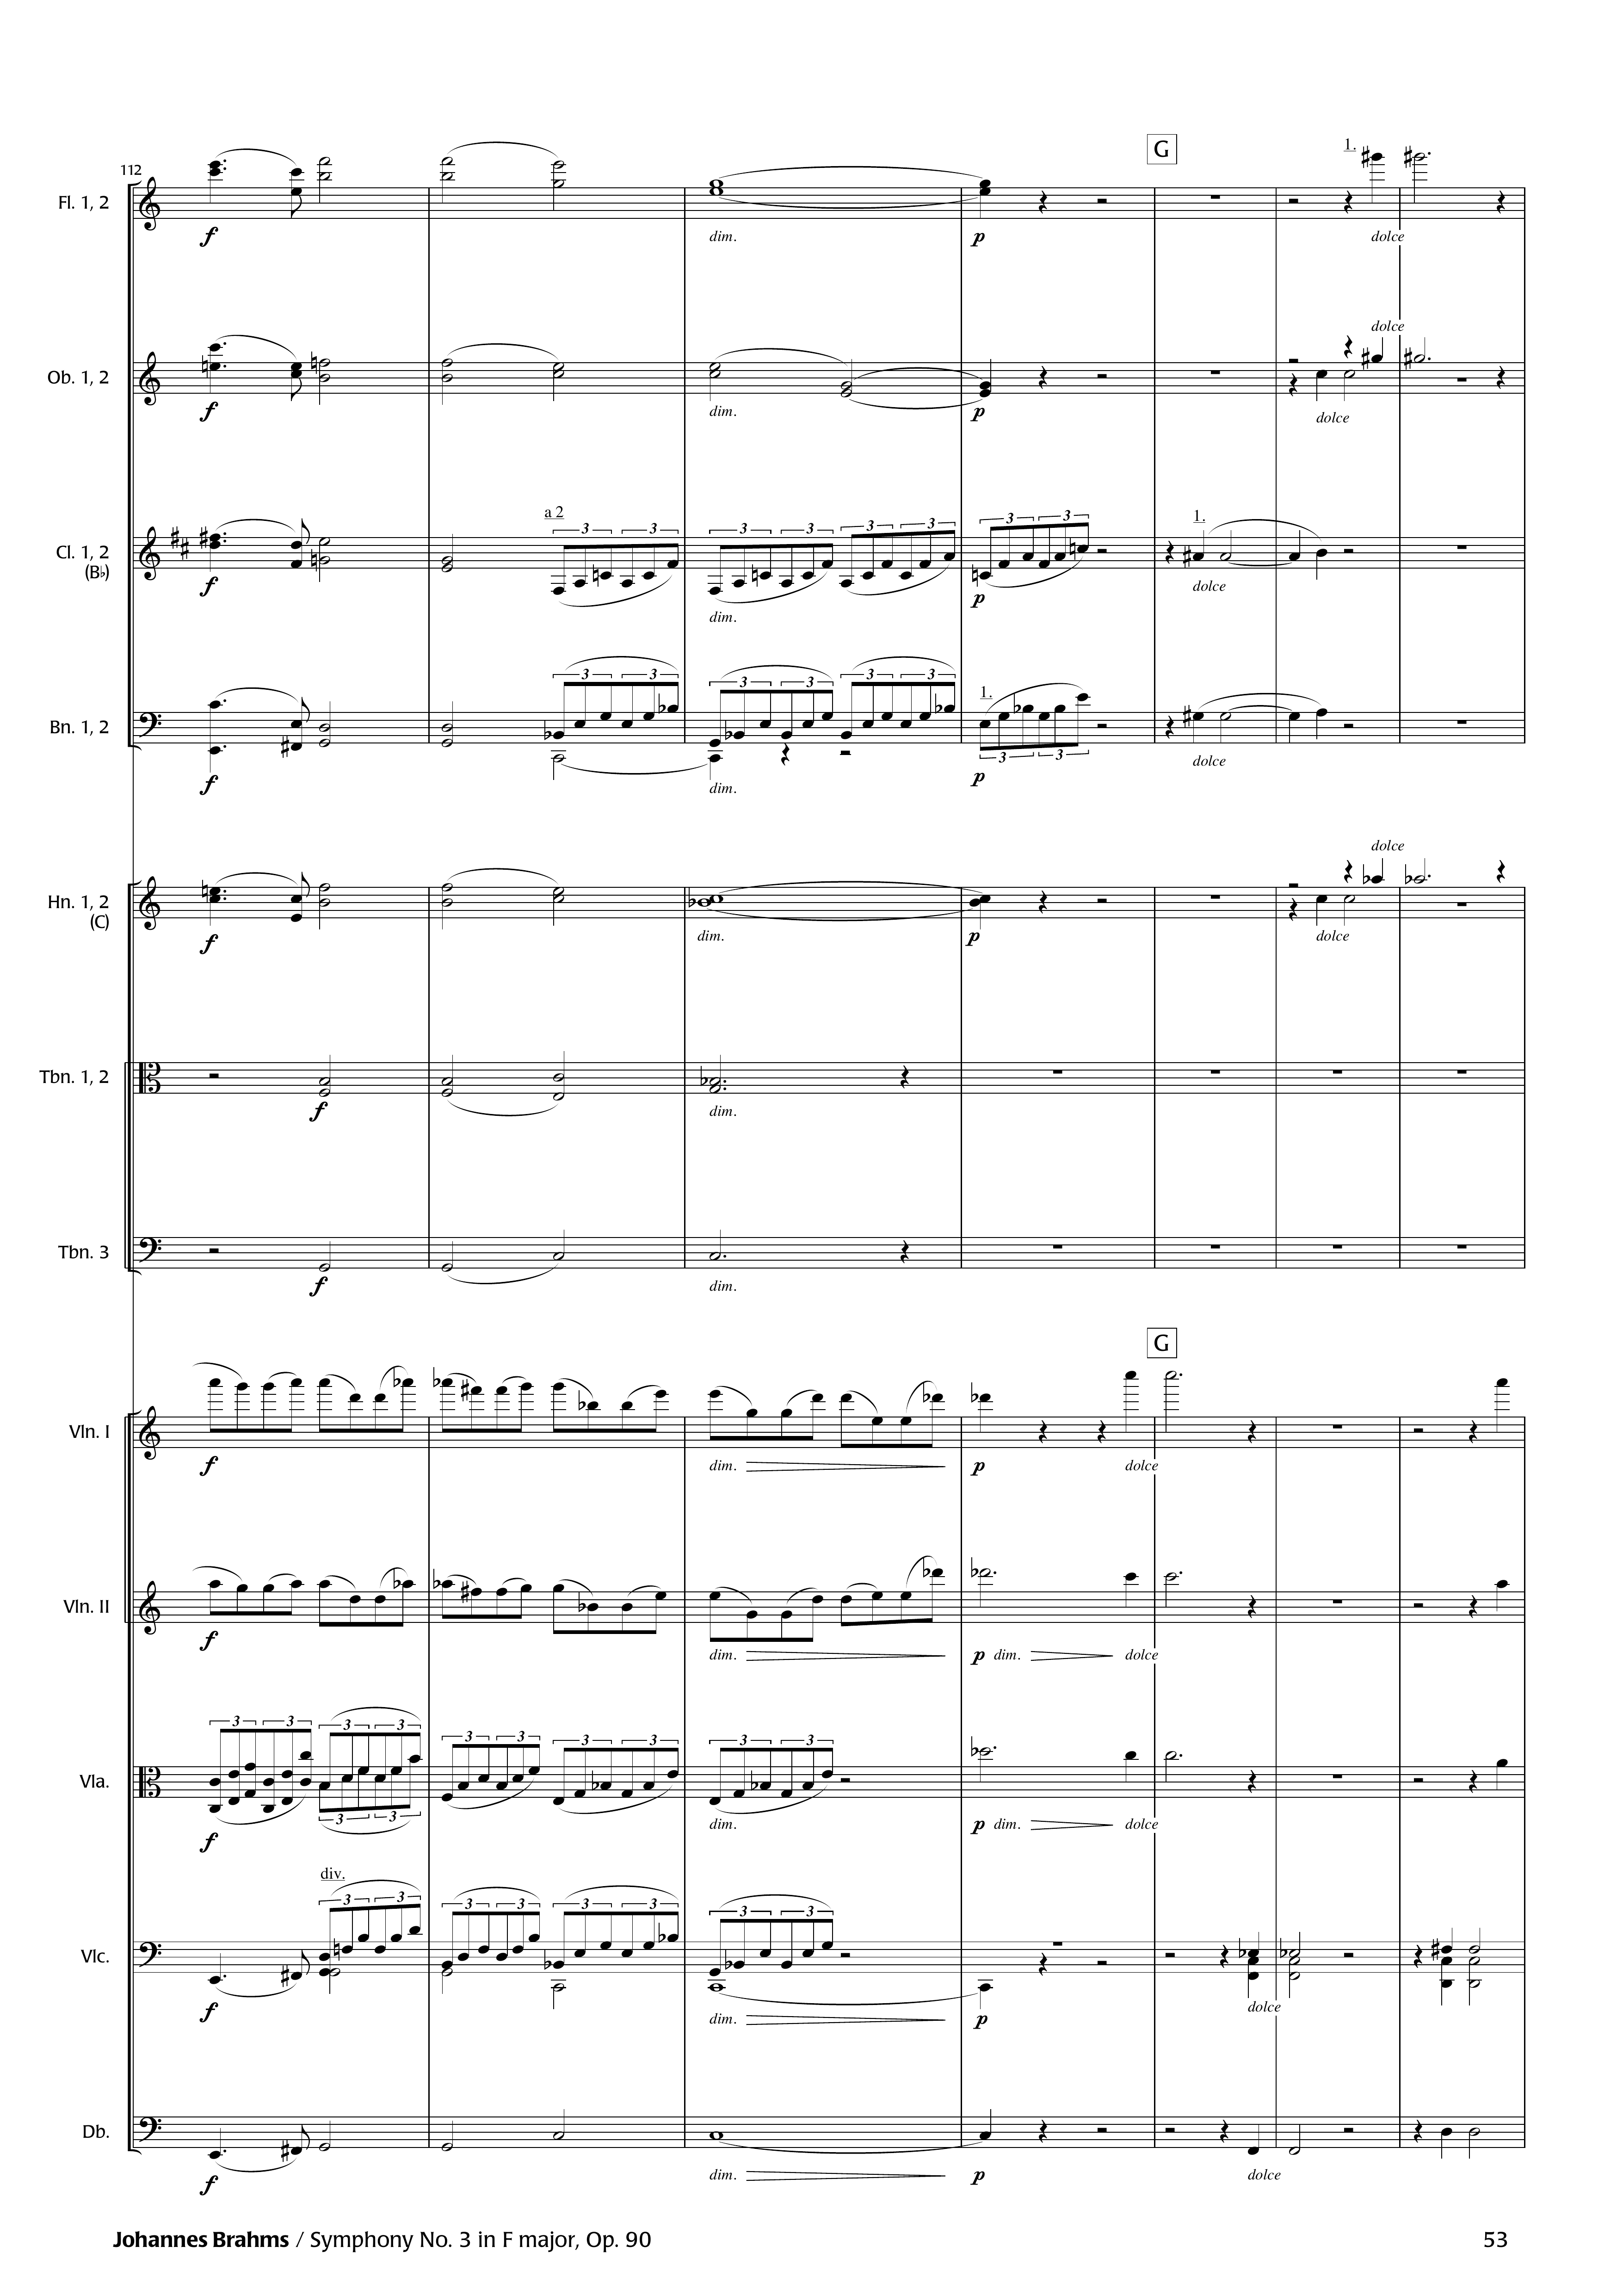 G
1.
112
Fl. 1, 2
f
dim.
p
dolce
dolce
Ob. 1, 2
f
dim.
p
dolce
a 2
3 3 3 3 3 3 3 3
1.
Cl. 1, 2
(B♭)
f
dim.
p
dolce
3 3 3 3 3 3
1.
Bn. 1, 2
3 3
f
dim.
p
dolce
dolce
Hn. 1, 2
(C)
f
dim.
p
dolce
Tbn. 1, 2
f
dim.
Tbn. 3
f
dim.
G
Vln. I
f
dim.
p
dolce
Vln. II
f
dim.
p dim.
dolce
3 3 3 3 3 3 3 3 3 3
Vla.
3 3
f
dim.
p dim.
dolce
div.
3 3 3 3 3 3 3 3
Vlc.
f
dim.
p
dolce
Db.
f
dim.
p
dolce
Johannes Brahms / Symphony No. 3 in F major, Op. 90
53